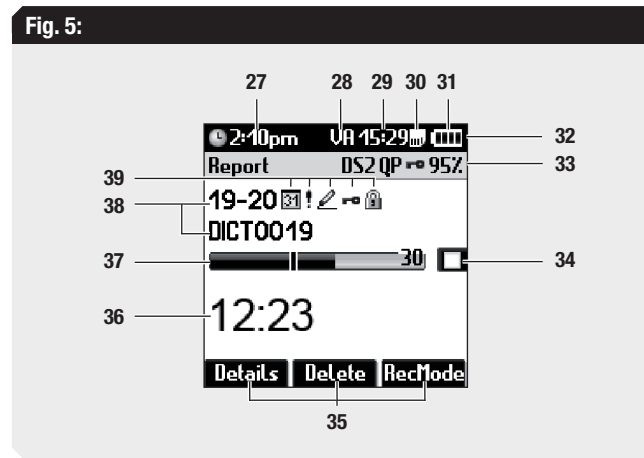 Fig. 5:
27 28 29 30 31
2:10pm VA 15:29 32
Report DS2 QP 95% 33
39
38 19-20 31 !
DICT0019
37 30 34
36 12:23
Details Delete RecMode
35